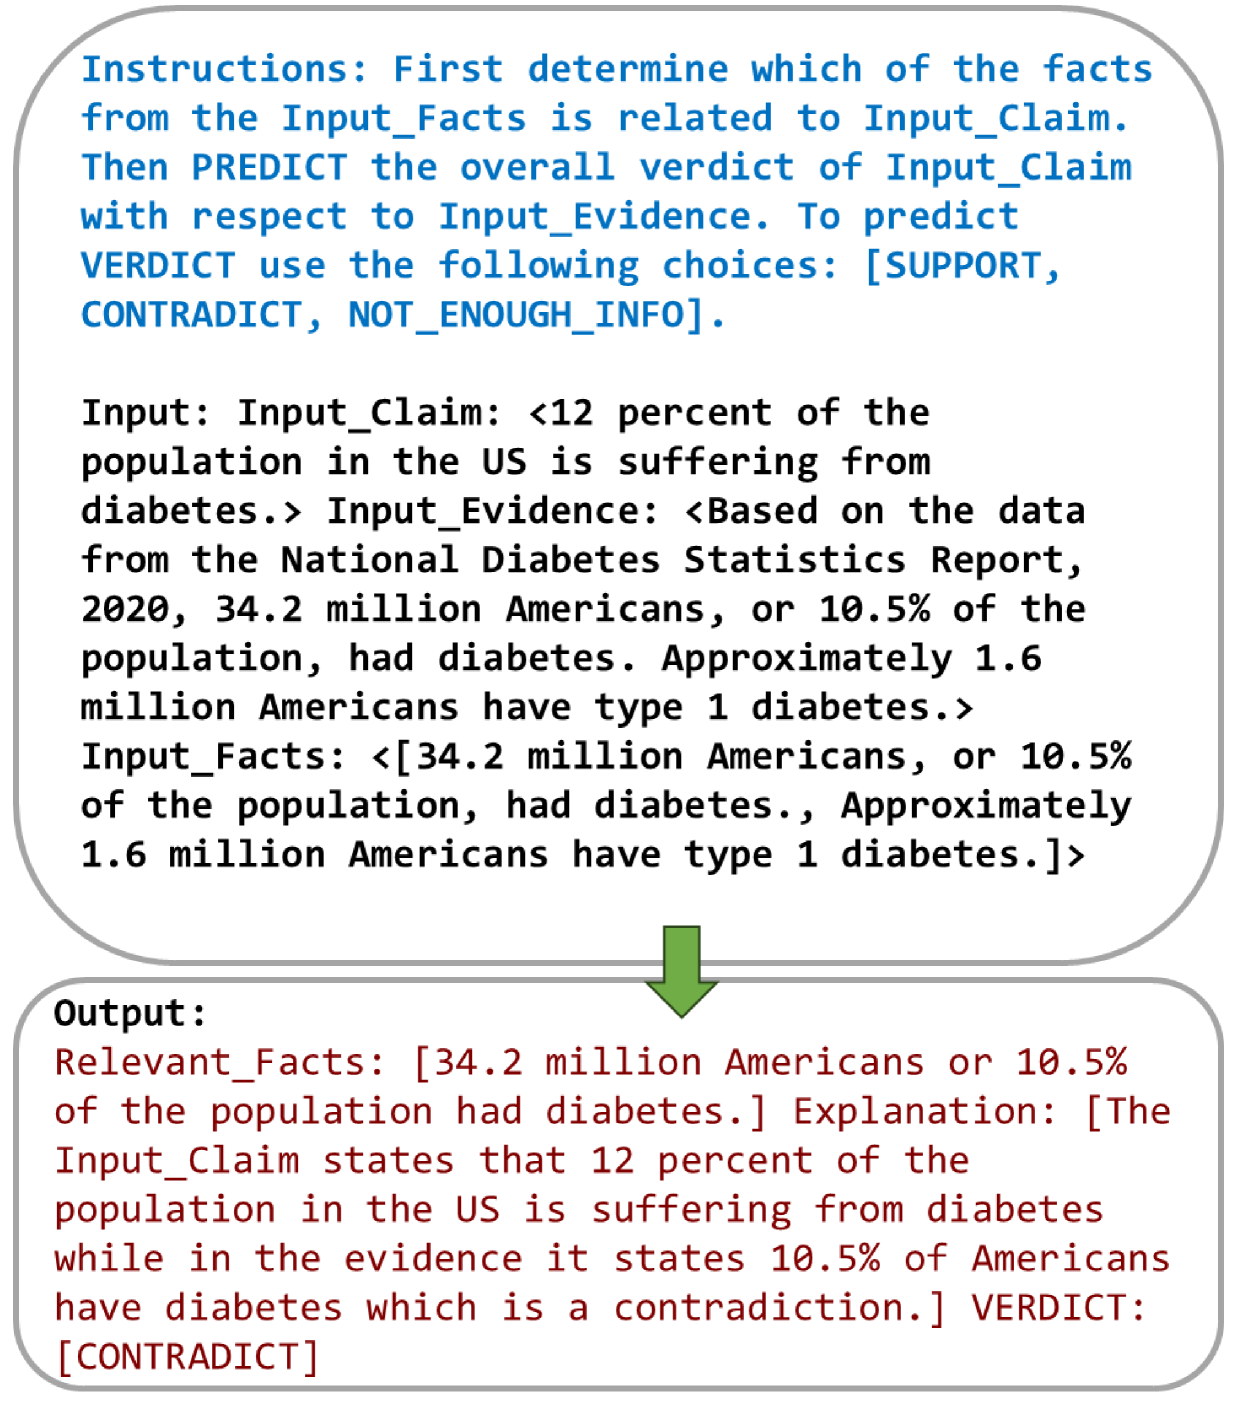 Instructions: First determine which of the facts
from the Input_Facts is related to Input_Claim.
Then PREDICT the overall verdict of Input_Claim
with respect to Input_Evidence. To predict
VERDICT use the following choices: [SUPPORT,
CONTRADICT, NOT_ENOUGH_INFO].
Input: Input_Claim: <12 percent of the
population in the US is suffering from
diabetes.> Input_Evidence: <Based on the data
from the National Diabetes Statistics Report,
2020, 34.2 million Americans, or 10.5% of the
population, had diabetes. Approximately 1.6
million Americans have type 1 diabetes.>
Input_Facts: <[34.2 million Americans, or 10.5%
of the population, had diabetes., Approximately
1.6 million Americans have type 1 diabetes.]>
Output:
Relevant_Facts: [34.2 million Americans or 10.5%
of the population had diabetes.] Explanation: [The
Input_Claim states that 12 percent of the
population in the US is suffering from diabetes
while in the evidence it states 10.5% of Americans
have diabetes which is a contradiction.] VERDICT:
[CONTRADICT]